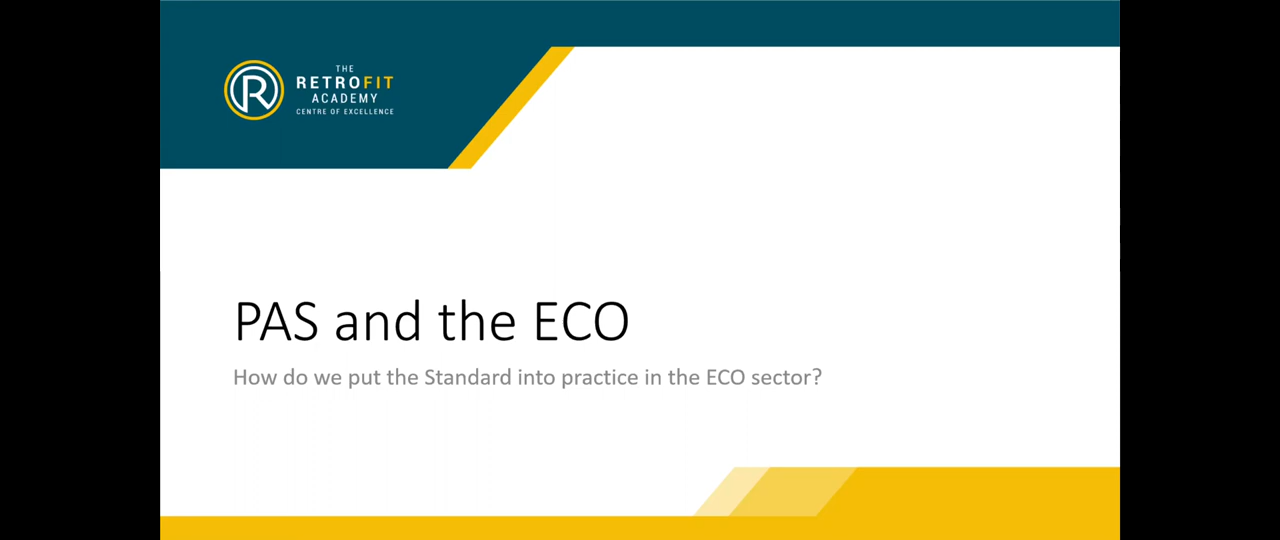 R
THE
RETROFIT
ACADEMY
CENTRE OF EXCELLENCE
PAS and the ECO
How do we put the Standard into practice in the ECO sector?